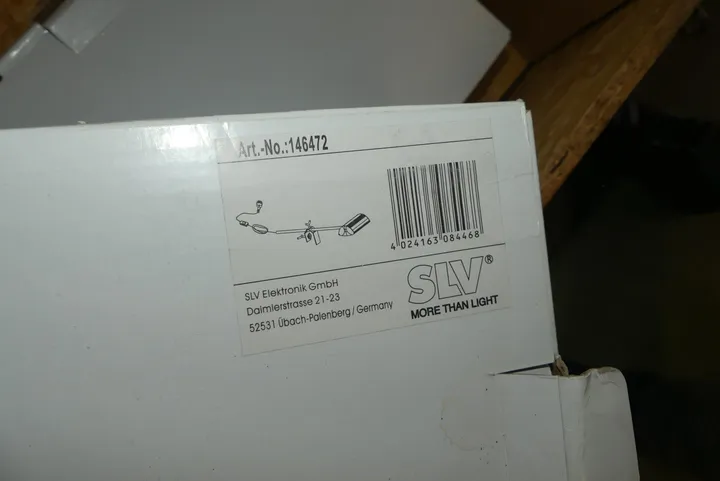 Art.-No.:146472
4 024163 084468
SLV Elektronik GmbH
Daimlerstrasse 21-23
52531 Übach-Palenberg / Germany
SLV®
MORE THAN LIGHT